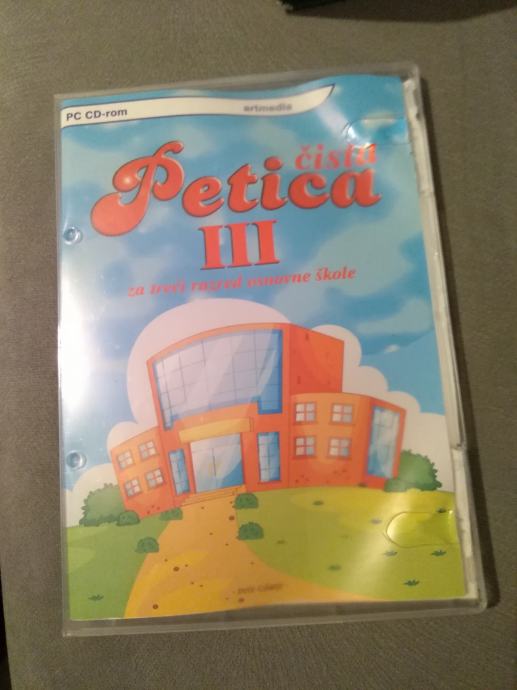 PC CD-rom
artmedia
čista
Petica
III
za treći razred osnovne škole